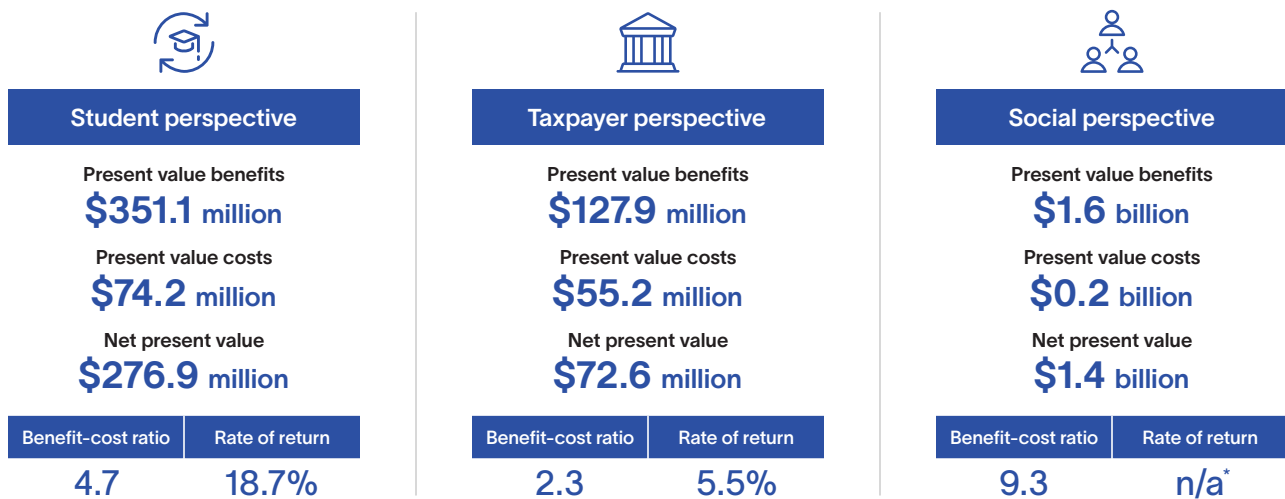 Student perspective
Present value benefits
$351.1 million
Present value costs
$74.2 million
Net present value
$276.9 million
Benefit-cost ratio
Rate of return
4.7
18.7%
Taxpayer perspective
Present value benefits
$127.9 million
Present value costs
$55.2 million
Net present value
$72.6 million
Benefit-cost ratio
Rate of return
2.3
5.5%
Social perspective
Present value benefits
$1.6 billion
Present value costs
$0.2 billion
Net present value
$1.4 billion
Benefit-cost ratio
Rate of return
9.3
n/a*